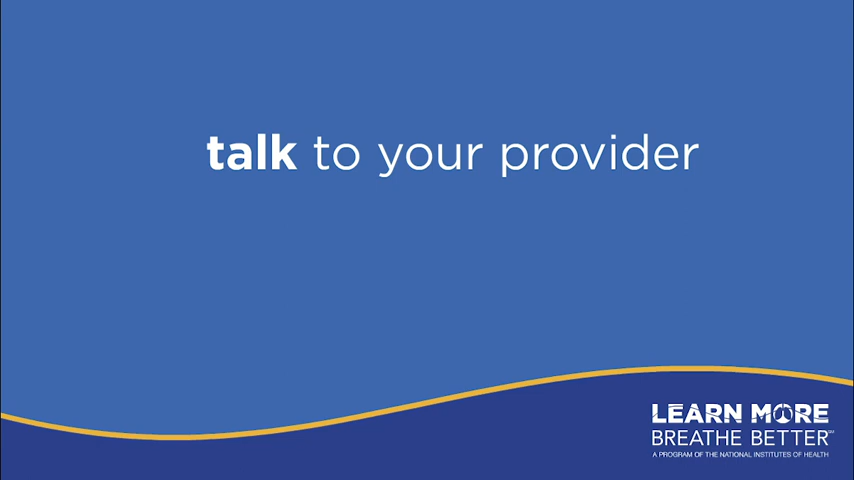 talk to your provider
LEARN MORE
BREATHE BETTER℠
A PROGRAM OF THE NATIONAL INSTITUTES OF HEALTH